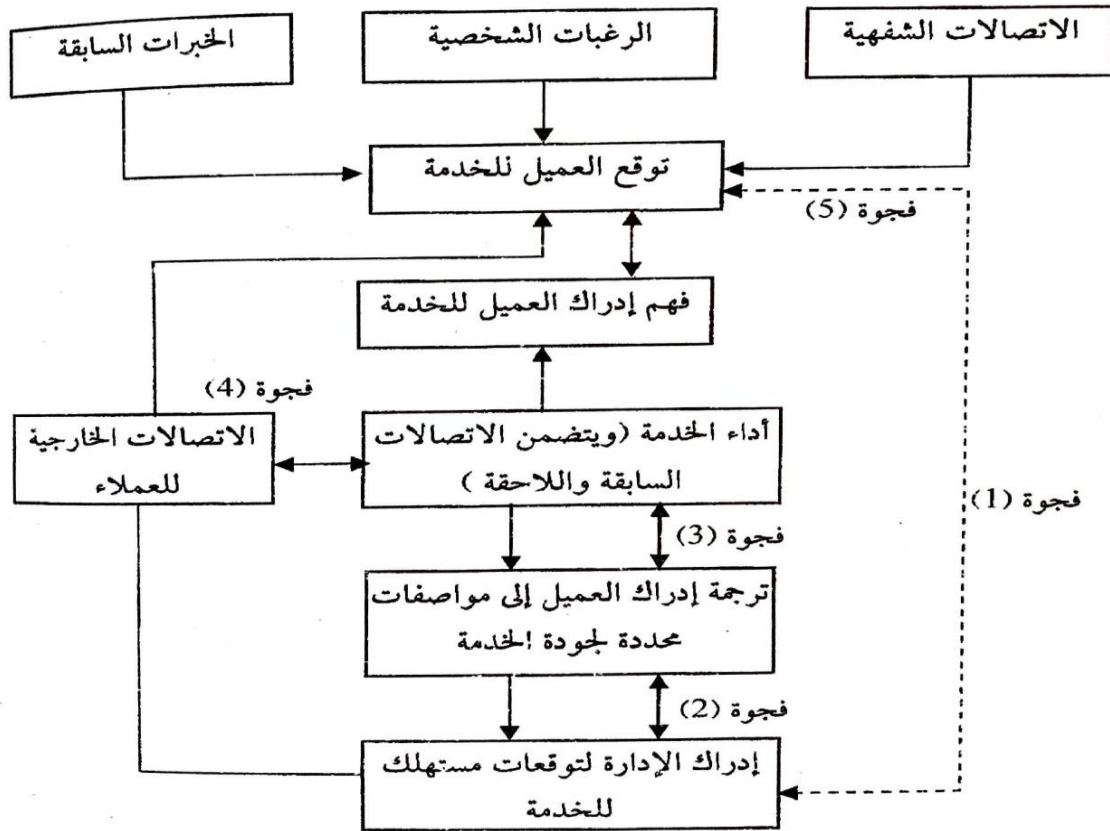 الاتصالات الشفهية
الرغبات الشخصية
الخبرات السابقة
توقع العميل للخدمة
فجوة (5)
فهم إدراك العميل للخدمة
فجوة (4)
الاتصالات الخارجية
للعملاء
أداء الخدمة (ويتضمن الاتصالات
السابقة واللاحقة )
فجوة (1)
فجوة (3)
ترجمة إدراك العميل إلى مواصفات
محددة لجودة الخدمة
فجوة (2)
إدراك الإدارة لتوقعات مستهلك
للخدمة